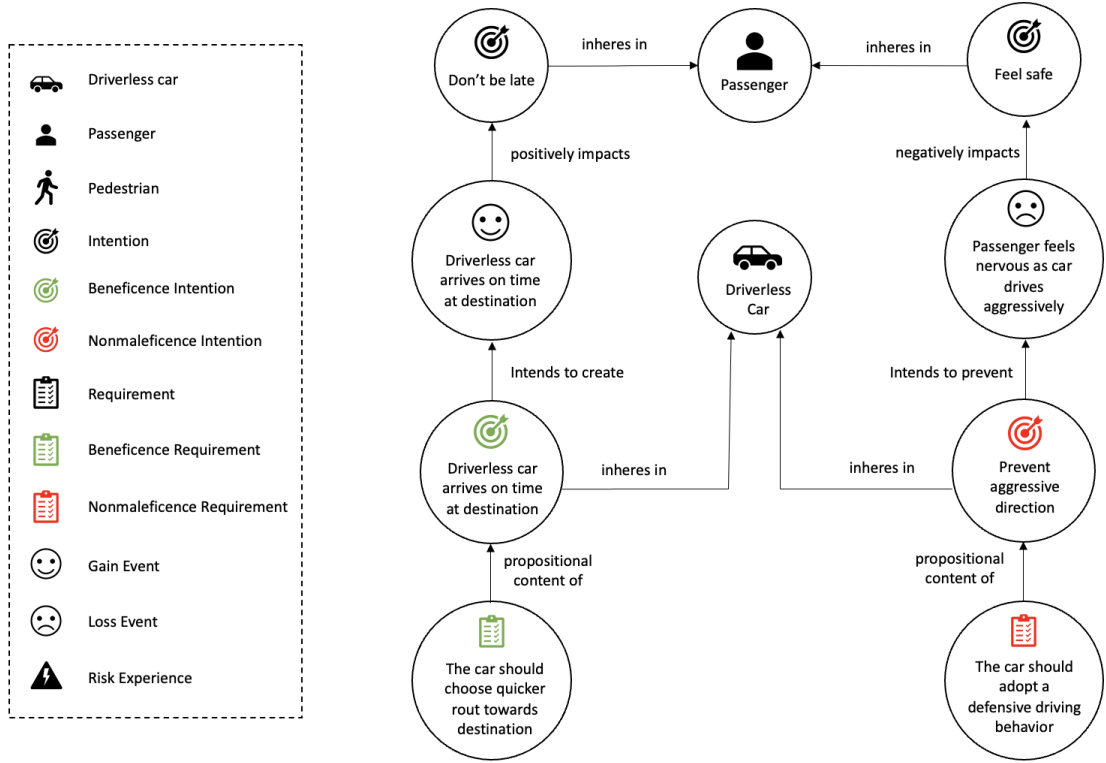 Driverless car
Passenger
Pedestrian
Intention
Beneficence Intention
Nonmaleficence Intention
Requirement
Beneficence Requirement
Nonmaleficence Requirement
Gain Event
Loss Event
Risk Experience
Don't be late
inheres in
Passenger
inheres in
Feel safe
positively impacts
negatively impacts
Driverless car
arrives on time
at destination
Driverless
Car
Passenger feels
nervous as car
drives
aggressively
Intends to create
Intends to prevent
Driverless car
arrives on time
at destination
inheres in
inheres in
Prevent
aggressive
direction
propositional
content of
propositional
content of
The car should
choose quicker
rout towards
destination
The car should
adopt a
defensive driving
behavior